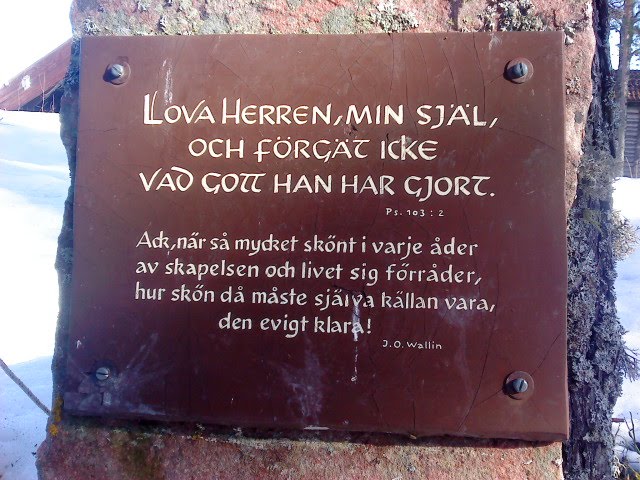 LOVA HERREN, MIN SJÄL,
OCH FÖRGÄT ICKE
VAD GOTT HAN HAR GJORT.
Ps. 103 : 2
Ack, när så mycket skönt i varje åder
av skapelsen och livet sig förråder,
hur skön då måste själva källan vara,
den evigt klara!
J.O. Wallin